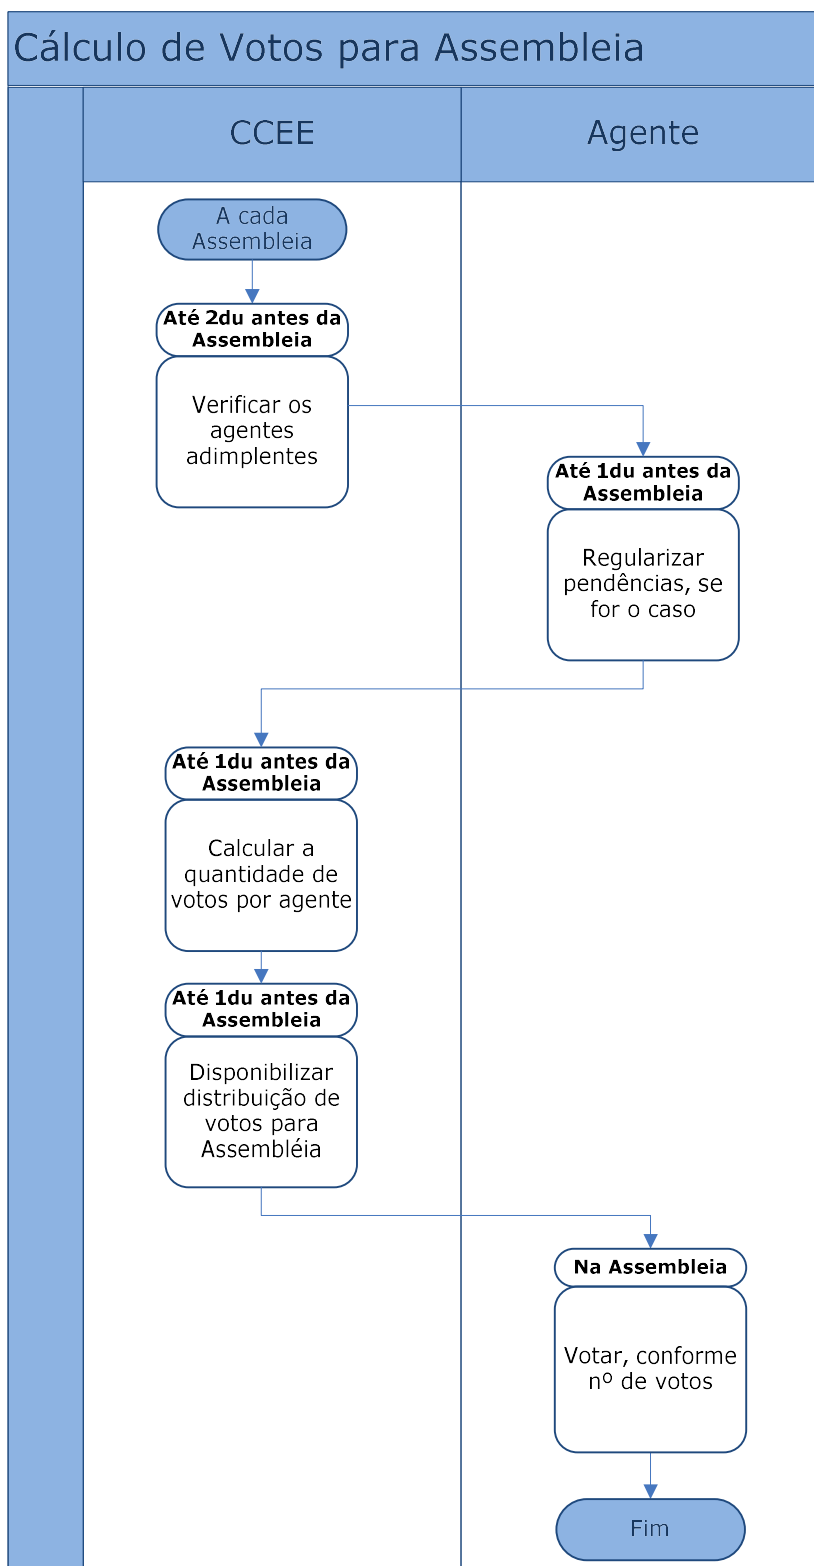 Cálculo de Votos para Assembleia
CCEE
Agente
A cada
Assembleia
Até 2du antes da
Assembleia
Verificar os
agentes
adimplentes
Até 1du antes da
Assembleia
Regularizar
pendências, se
for o caso
Até 1du antes da
Assembleia
Calcular a
quantidade de
votos por agente
Até 1du antes da
Assembleia
Disponibilizar
distribuição de
votos para
Assembléia
Na Assembleia
Votar, conforme
nº de votos
Fim